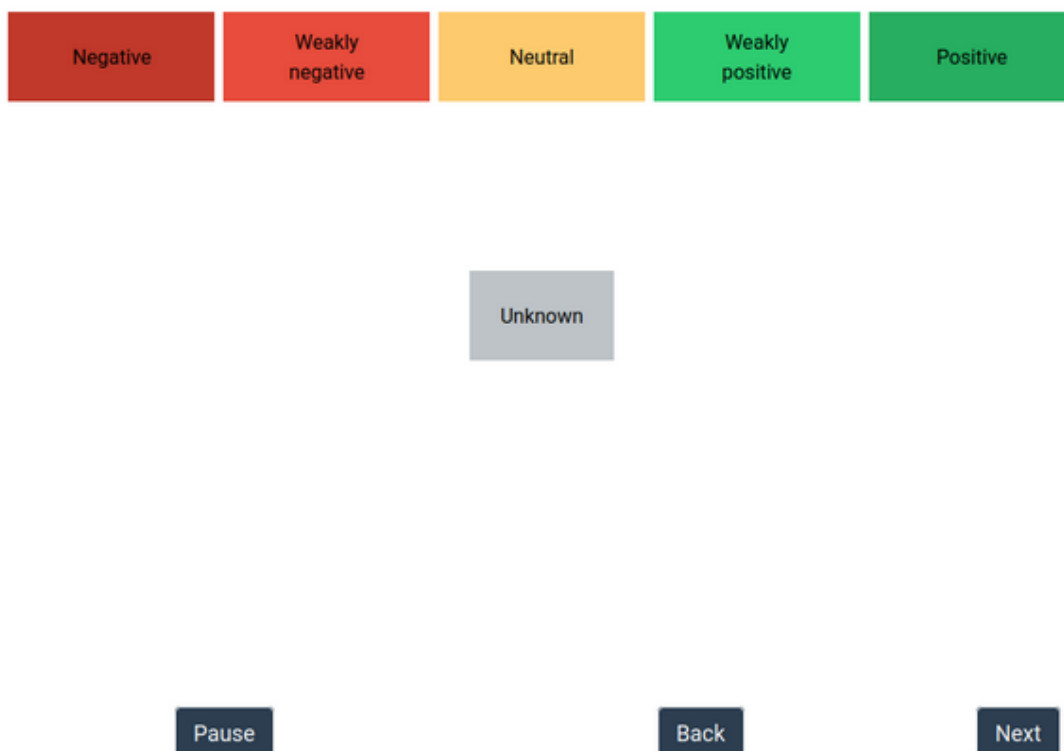 Negative
Weakly
negative
Neutral
Weakly
positive
Positive
Unknown
Pause
Back
Next